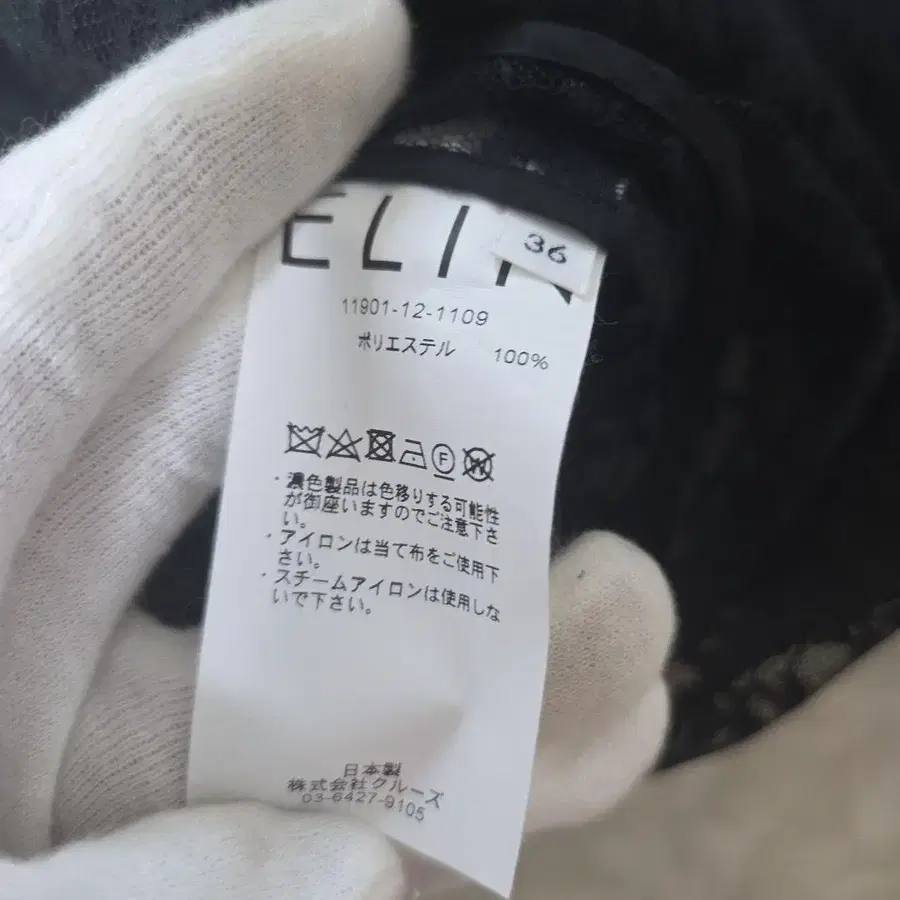 36
11901-12-1109
ポリエステル 100%
・濃色製品は色移りする可能性
が御座いますのでご注意下さ
い。
・アイロンは当て布をご使用下
さい。
・スチームアイロンは使用しな
いで下さい。
日本製
株式会社クルーズ
03-6427-9105